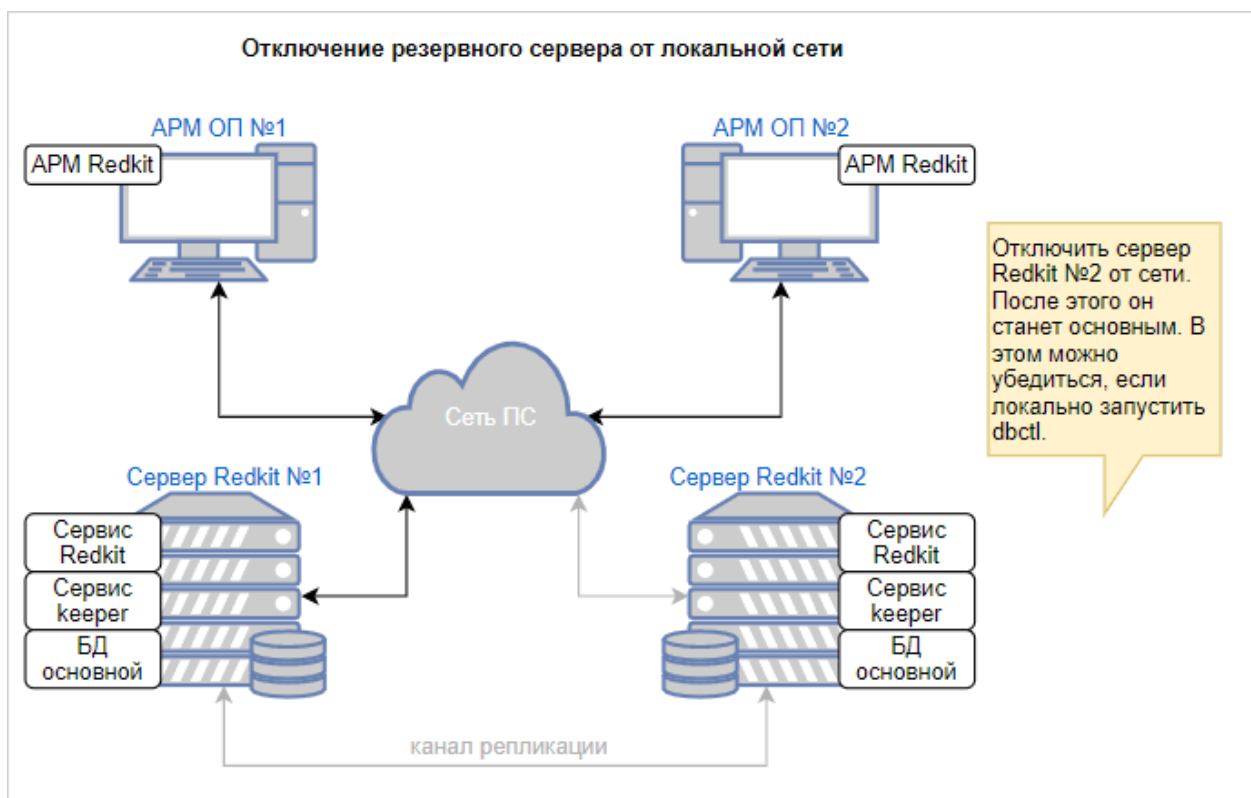 Отключение резервного сервера от локальной сети
АРМ ОП №1
АРМ Redkit
АРМ ОП №2
АРМ Redkit
Отключить сервер
Redkit №2 от сети.
После этого он
станет основным. В
этом можно
убедиться, если
локально запустить
dbctl.
Сеть ПС
Сервер Redkit №1
Сервис
Redkit
Сервис
keeper
БД
основной
Сервер Redkit №2
Сервис
Redkit
Сервис
keeper
БД
основной
канал репликации